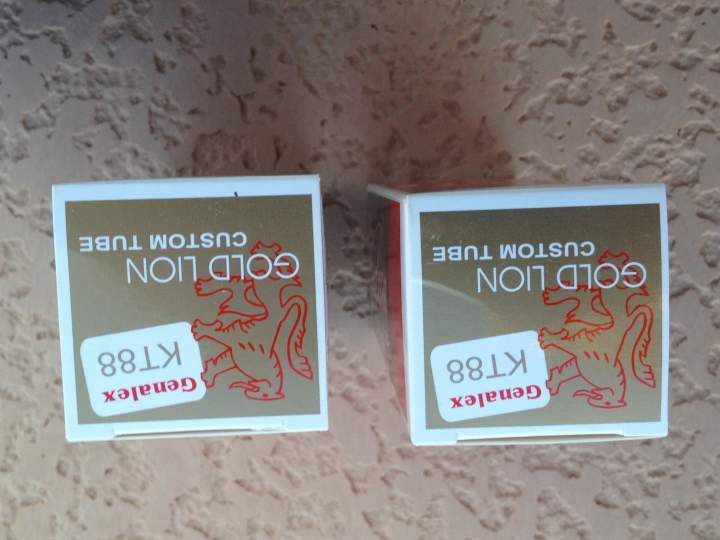 Genalex
KT88
GOLD LION
CUSTOM TUBE
Genalex
KT88
GOLD LION
CUSTOM TUBE